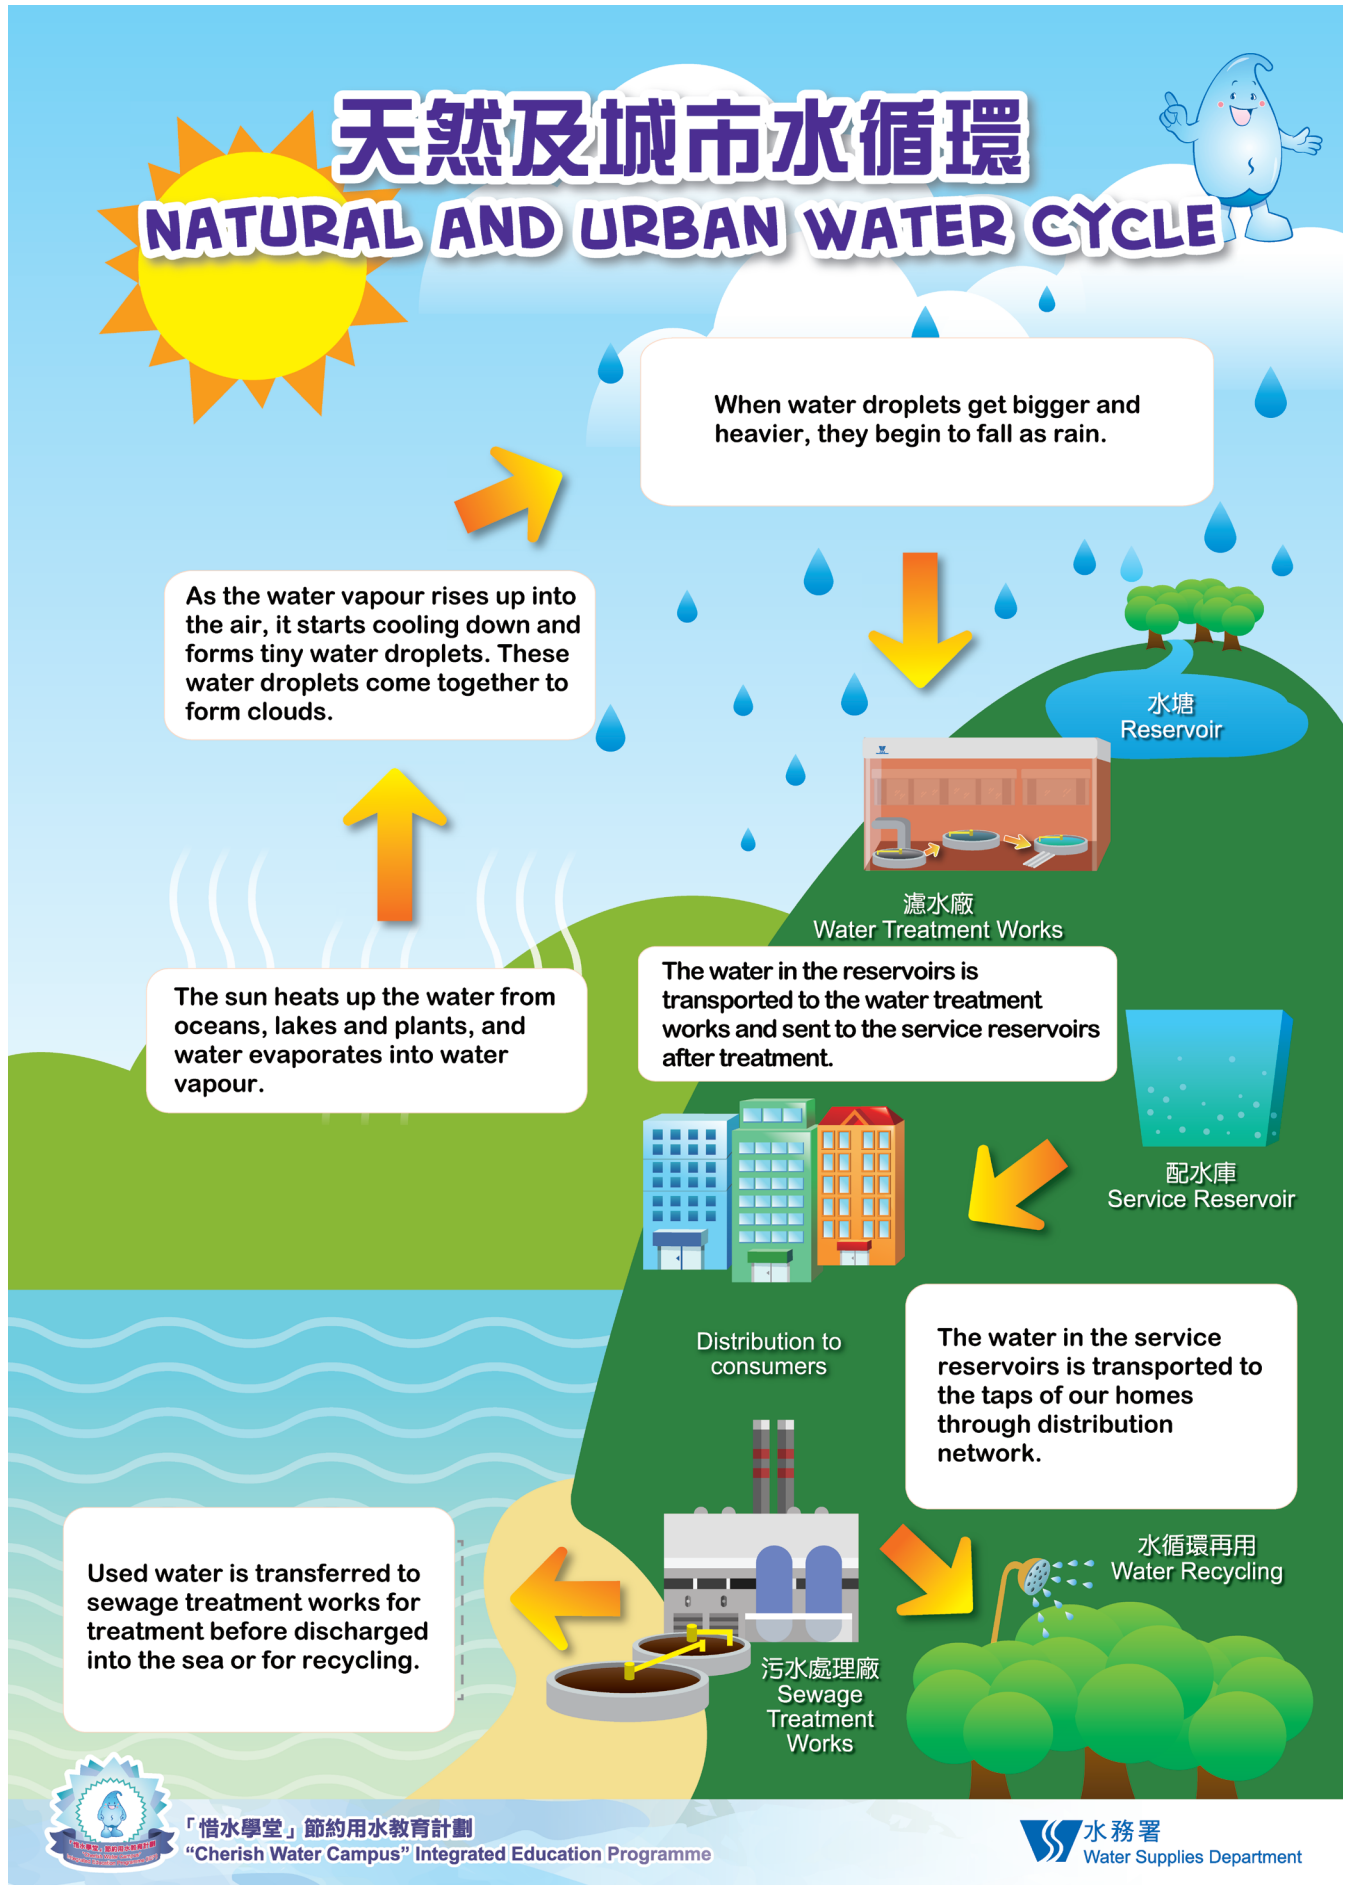 天然及城市水循環
NATURAL AND URBAN WATER CYCLE
When water droplets get bigger and
heavier, they begin to fall as rain.
As the water vapour rises up into
the air, it starts cooling down and
forms tiny water droplets. These
water droplets come together to
form clouds.
水塘
Reservoir
濾水廠
Water Treatment Works
The sun heats up the water from
oceans, lakes and plants, and
water evaporates into water
vapour.
The water in the reservoirs is
transported to the water treatment
works and sent to the service reservoirs
after treatment.
配水庫
Service Reservoir
Distribution to
consumers
The water in the service
reservoirs is transported to
the taps of our homes
through distribution
network.
水循環再用
Water Recycling
Used water is transferred to
sewage treatment works for
treatment before discharged
into the sea or for recycling.
污水處理廠
Sewage
Treatment
Works
「惜水學堂」節約用水教育計劃
“Cherish Water Campus” Integrated Education Programme
水務署
Water Supplies Department